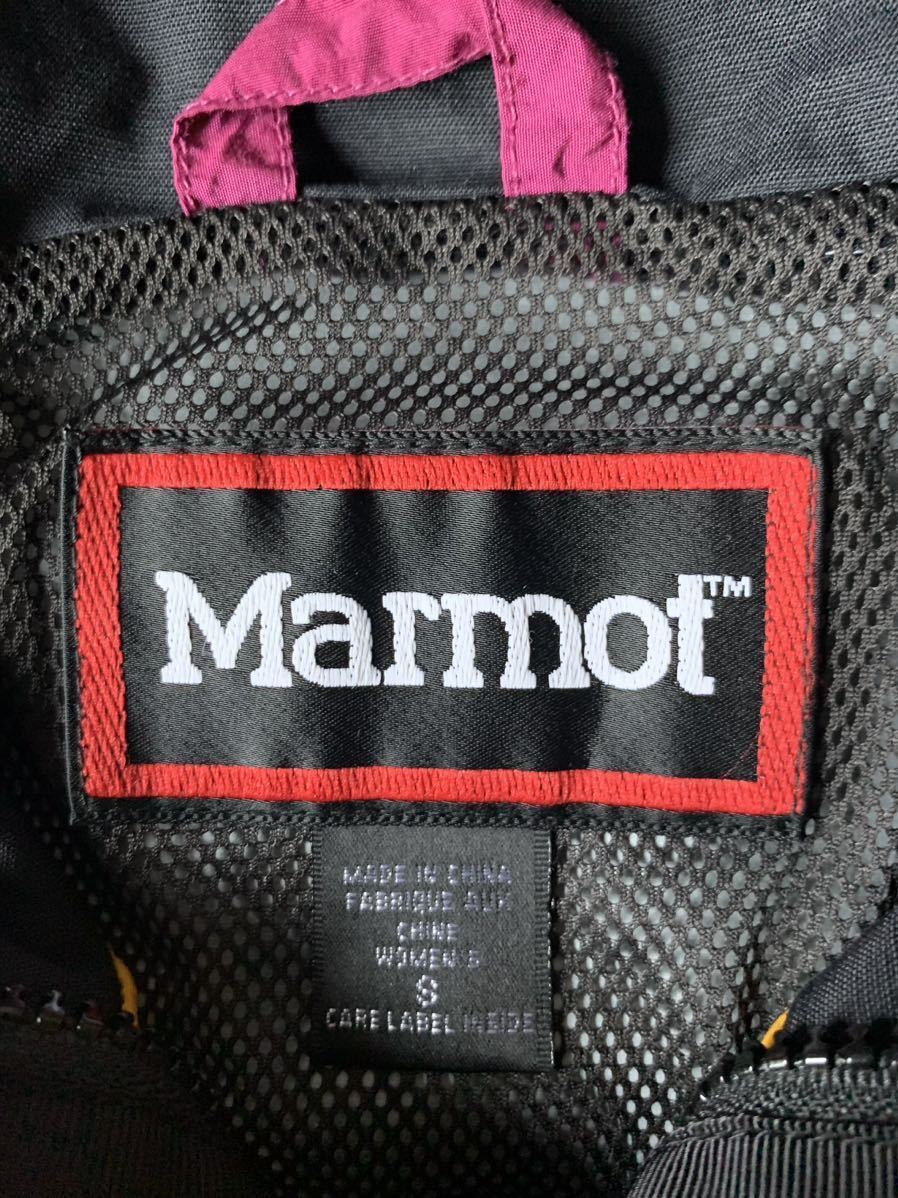 Marmot™
MADE IN CHINA
FABRIQUE AUX
CHINE
WOMEN'S
S
CARE LABEL INSIDE